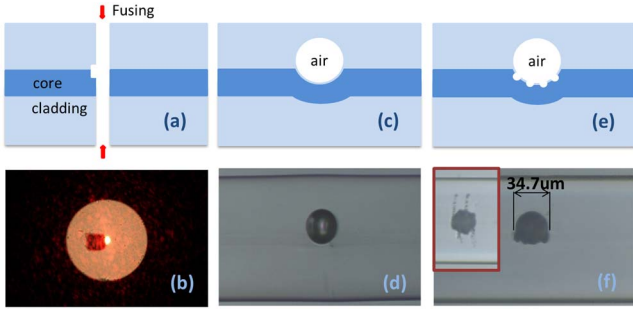 Fusing
air
air
core
cladding
(a)
(c)
(e)
34.7um
(b)
(d)
(f)